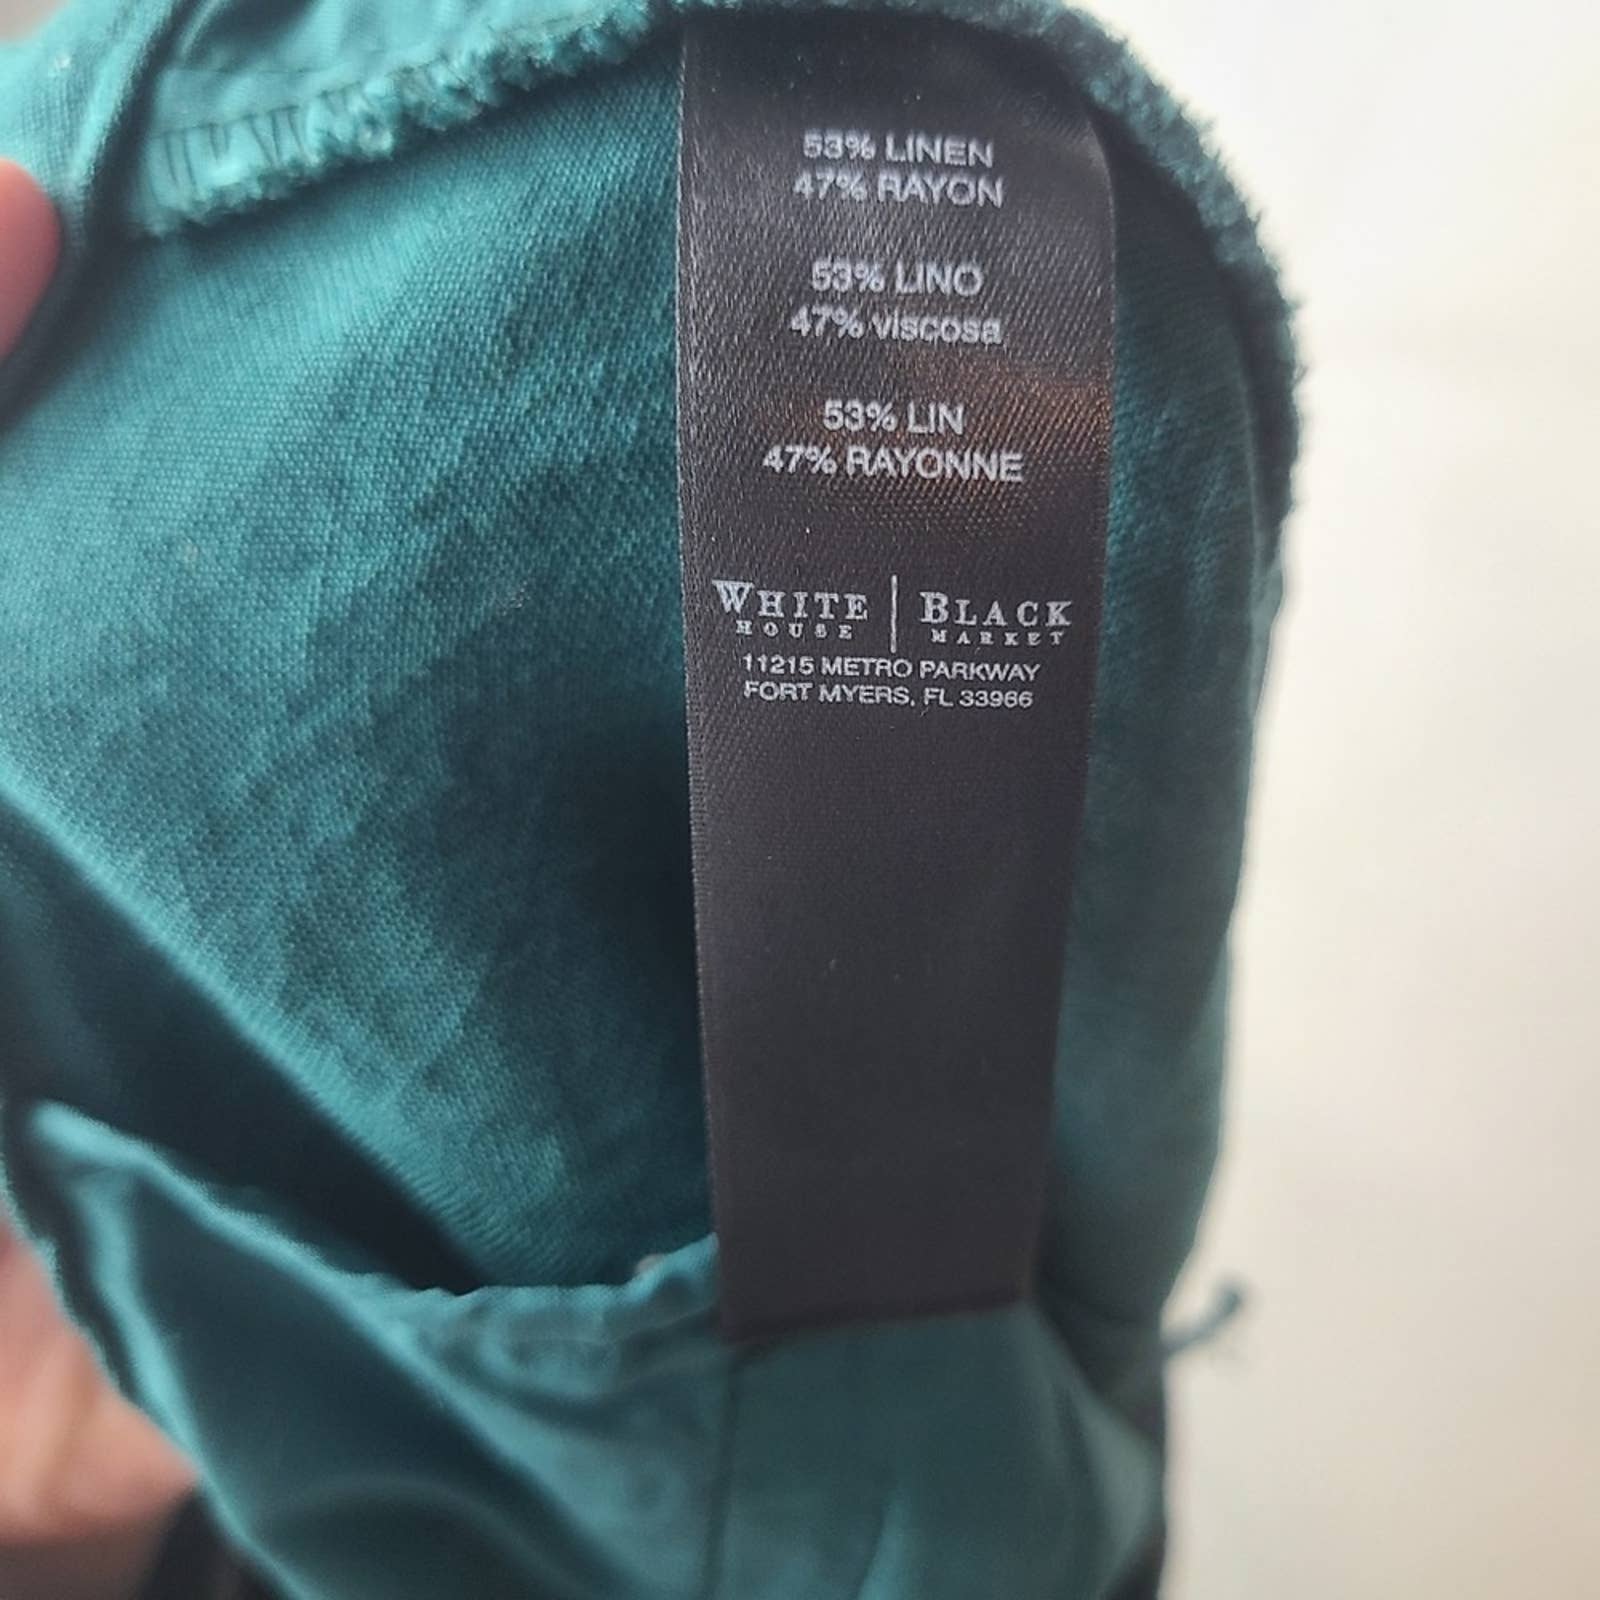 53% LINEN
47% RAYON
53% LINO
47% viscosa
53% LIN
47% RAYONNE
WHITE | BLACK
HOUSE MARKET
11215 METRO PARKWAY
FORT MYERS, FL 33966